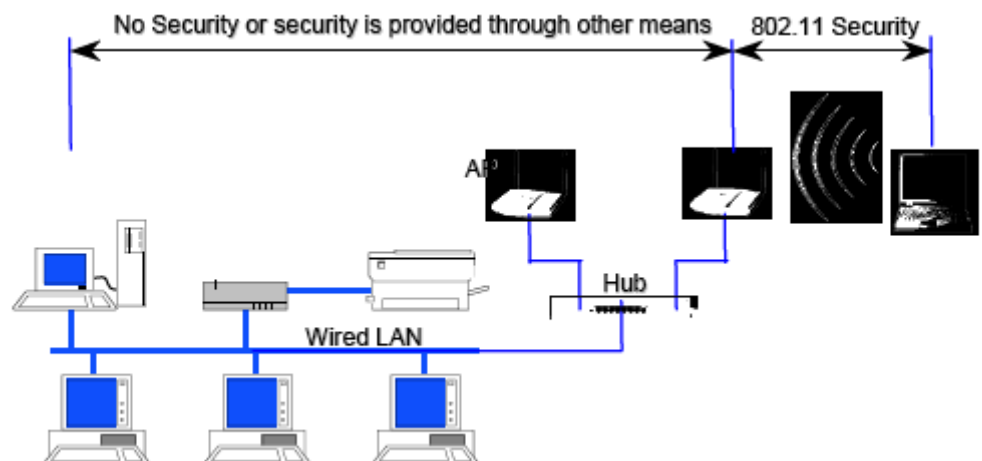 No Security or security is provided through other means
802.11 Security
AP
Hub
Wired LAN